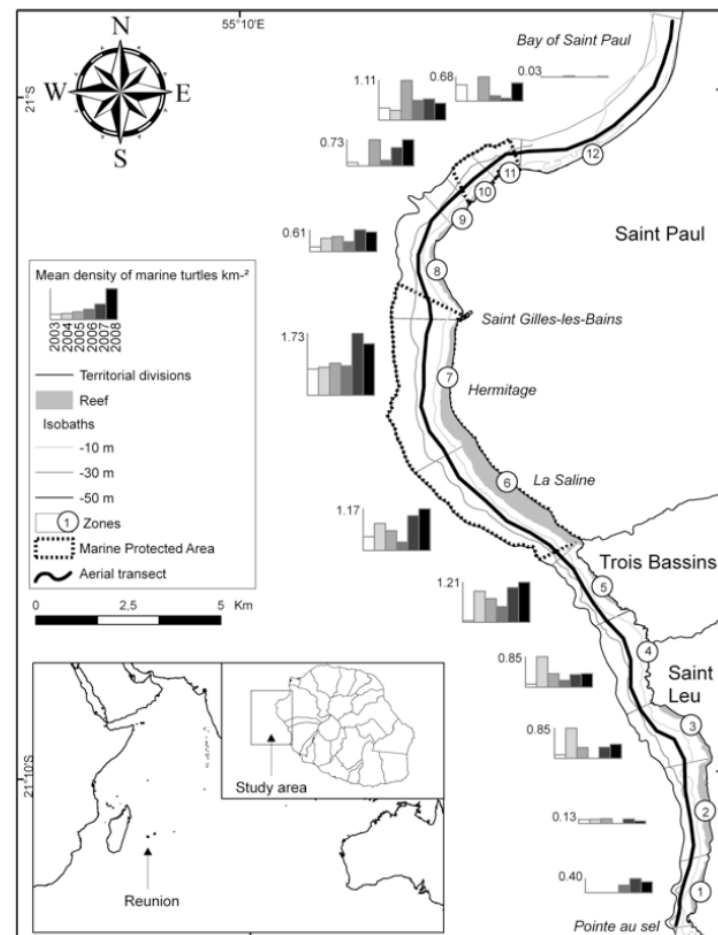 55°10'E
21°S
N
W
E
S
Bay of Saint Paul
1.11
0.68
0.03
0.73
12
11
10
9
0.61
8
Saint Paul
Mean density of marine turtles km-²
2003
2004
2005
2006
2007
2008
Territorial divisions
Reef
Isobaths
-10 m
-30 m
-50 m
1 Zones
Marine Protected Area
Aerial transect
0 2,5 5 Km
Saint Gilles-les-Bains
1.73
7
Hermitage
6
La Saline
1.17
Trois Bassins
5
1.21
4
Saint
Leu
0.85
3
0.85
2
0.13
0.40
1
Pointe au sel
21°10'S
Study area
Reunion